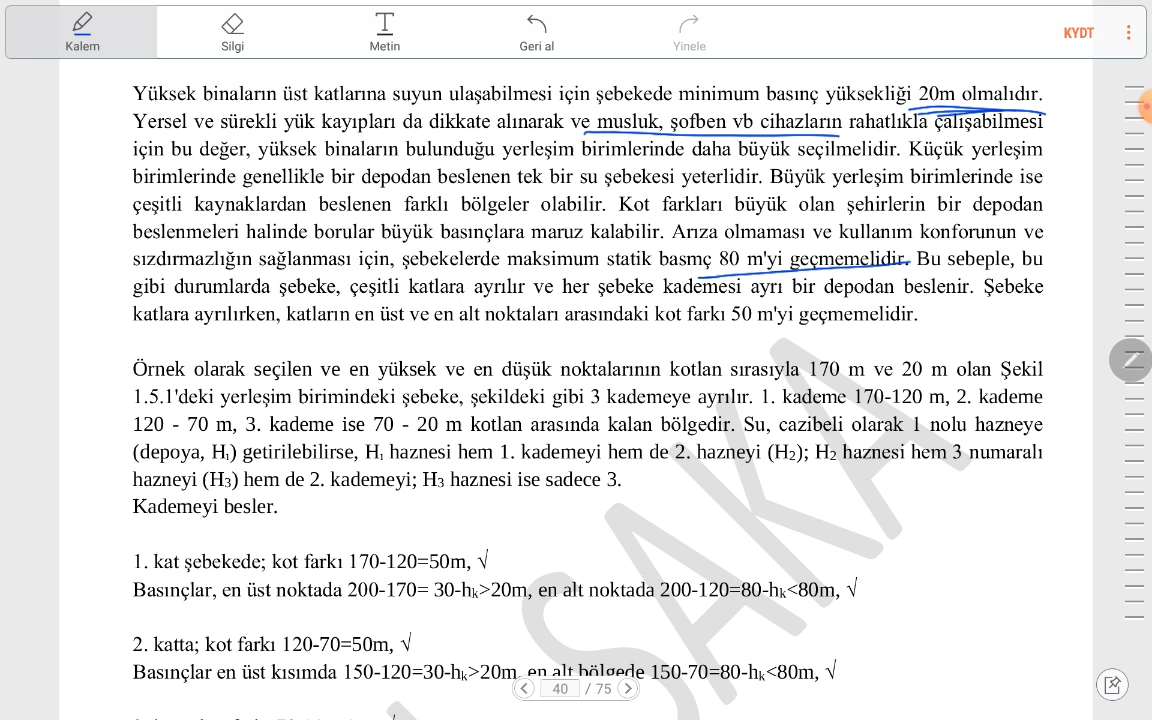 Kalem
Silgi
Metin
Geri al
Yinele
KYDT
Yüksek binaların üst katlarına suyun ulaşabilmesi için şebekede minimum basınç yüksekliği 20m olmalıdır.
Yersel ve sürekli yük kayıpları da dikkate alınarak ve musluk, şofben vb cihazların rahatlıkla çalışabilmesi
için bu değer, yüksek binaların bulunduğu yerleşim birimlerinde daha büyük seçilmelidir. Küçük yerleşim
birimlerinde genellikle bir depodan beslenen tek bir su şebekesi yeterlidir. Büyük yerleşim birimlerinde ise
çeşitli kaynaklardan beslenen farklı bölgeler olabilir. Kot farkları büyük olan şehirlerin bir depodan
beslenmeleri halinde borular büyük basınçlara maruz kalabilir. Arıza olmaması ve kullanım konforunun ve
sızdırmazlığın sağlanması için, şebekelerde maksimum statik basmç 80 m'yi geçmemelidir. Bu sebeple, bu
gibi durumlarda şebeke, çeşitli katlara ayrılır ve her şebeke kademesi ayrı bir depodan beslenir. Şebeke
katlara ayrılırken, katların en üst ve en alt noktaları arasındaki kot farkı 50 m'yi geçmemelidir.
Örnek olarak seçilen ve en yüksek ve en düşük noktalarının kotlan sırasıyla 170 m ve 20 m olan Şekil
1.5.1'deki yerleşim birimindeki şebeke, şekildeki gibi 3 kademeye ayrılır. 1. kademe 170-120 m, 2. kademe
120 - 70 m, 3. kademe ise 70 - 20 m kotlan arasında kalan bölgedir. Su, cazibeli olarak 1 nolu hazneye
(depoya, H₁) getirilebilirse, H₁ haznesi hem 1. kademeyi hem de 2. hazneyi (H2); H2 haznesi hem 3 numaralı
hazneyi (H3) hem de 2. kademeyi; H3 haznesi ise sadece 3.
Kademeyi besler.
1. kat şebekede; kot farkı 170-120=50m, √
Basınçlar, en üst noktada 200-170= 30-hk>20m, en alt noktada 200-120=80-hk<80m, √
2. katta; kot farkı 120-70=50m, √
Basınçlar en üst kısımda 150-120=30-hk>20m, en alt bölgede 150-70=80-hk<80m, √
40 / 75
SAKA